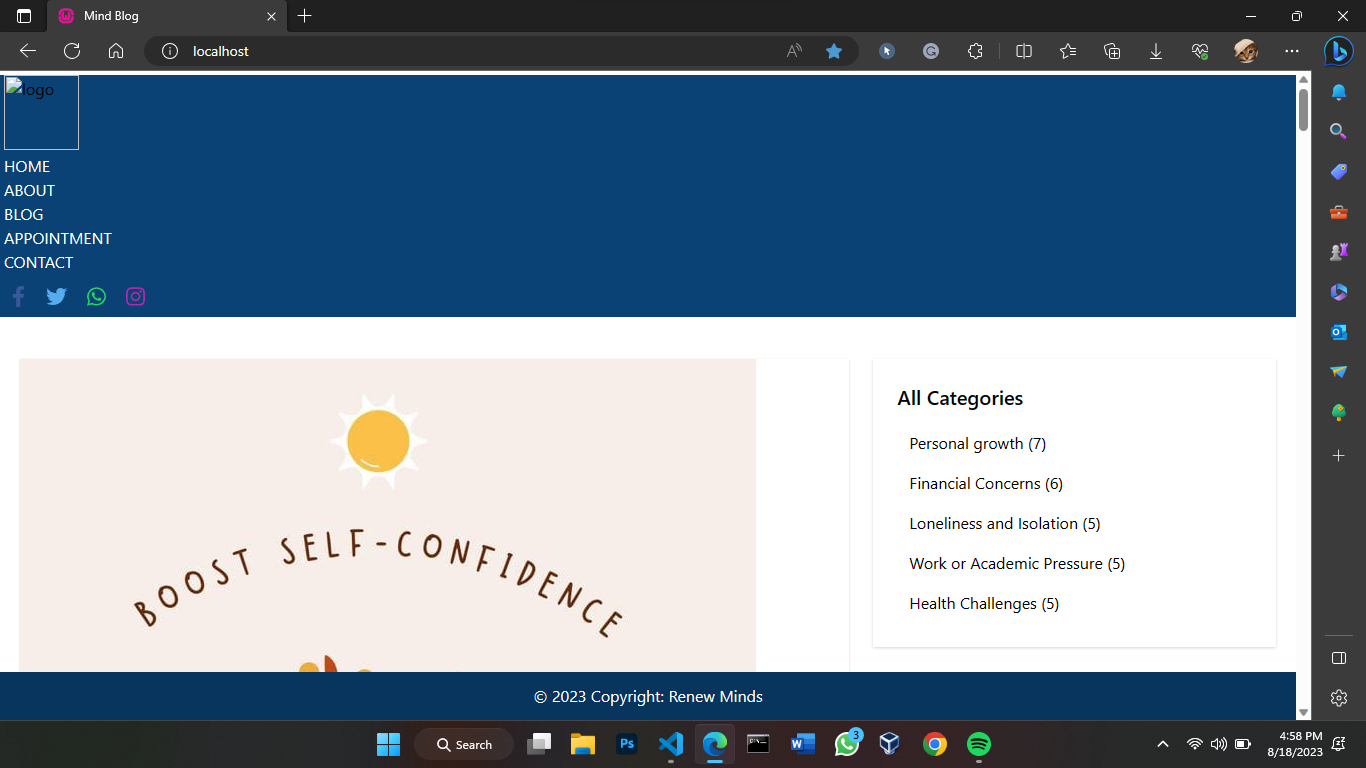 Mind Blog
localhost
logo
HOME
ABOUT
BLOG
APPOINTMENT
CONTACT
BOOST SELF-CONFIDENCE
All Categories
Personal growth (7)
Financial Concerns (6)
Loneliness and Isolation (5)
Work or Academic Pressure (5)
Health Challenges (5)
© 2023 Copyright: Renew Minds
Search
Ps
3
4:58 PM
8/18/2023